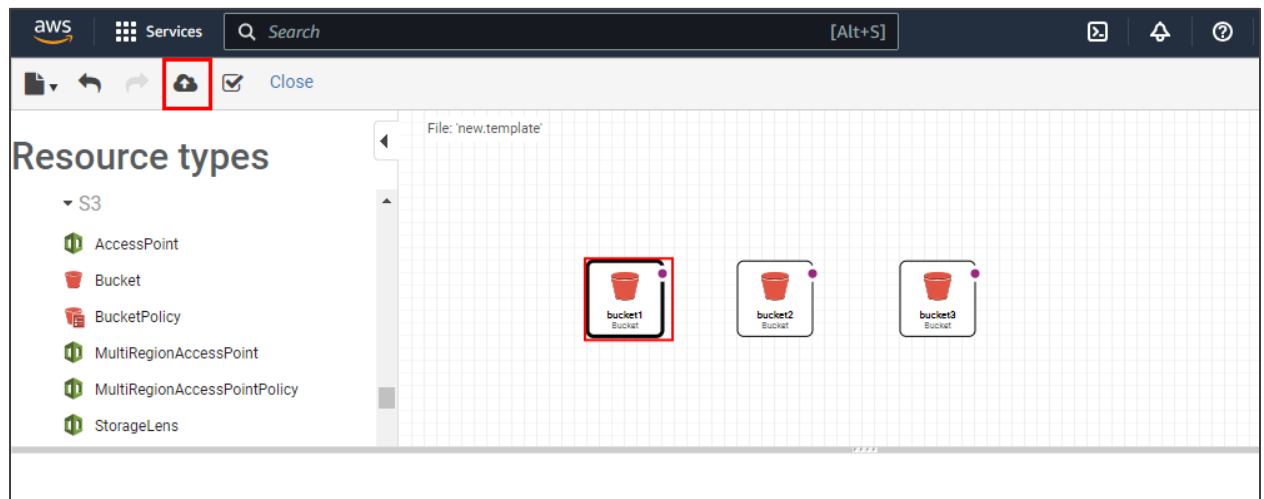 aws
Services
Search
[Alt+S]
Close
File: 'new.template'
Resource types
S3
AccessPoint
Bucket
BucketPolicy
MultiRegionAccessPoint
MultiRegionAccessPointPolicy
StorageLens
bucket1
Bucket
bucket2
Bucket
bucket3
Bucket